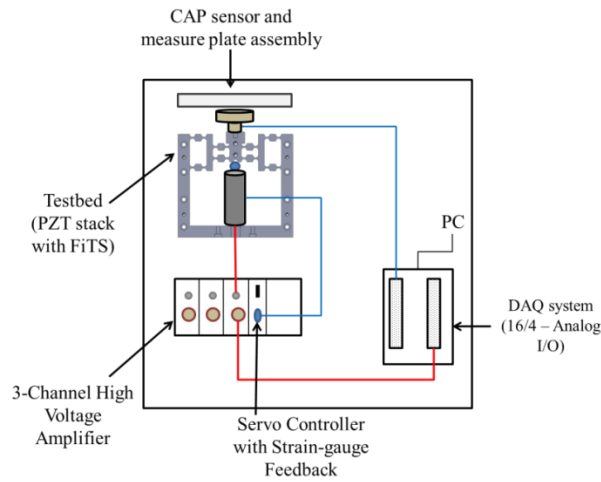 CAP sensor and
measure plate assembly
Testbed
(PZT stack
with FiTS)
PC
DAQ system
(16/4 – Analog
I/O)
3-Channel High
Voltage
Amplifier
Servo Controller
with Strain-gauge
Feedback